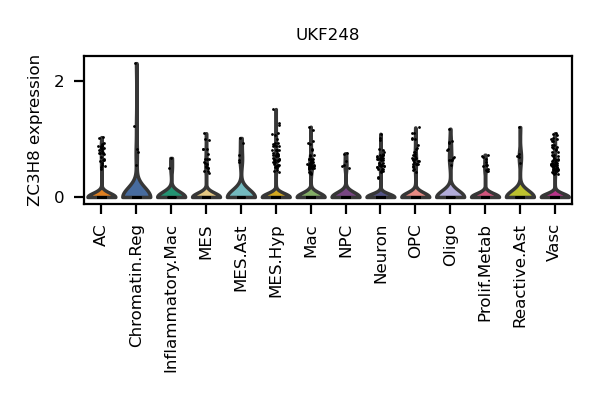 UKF248
ZC3H8 expression
2
0
AC
Chromatin.Reg
Inflammatory.Mac
MES
MES.Ast
MES.Hyp
Mac
NPC
Neuron
OPC
Oligo
Prolif.Metab
Reactive.Ast
Vasc